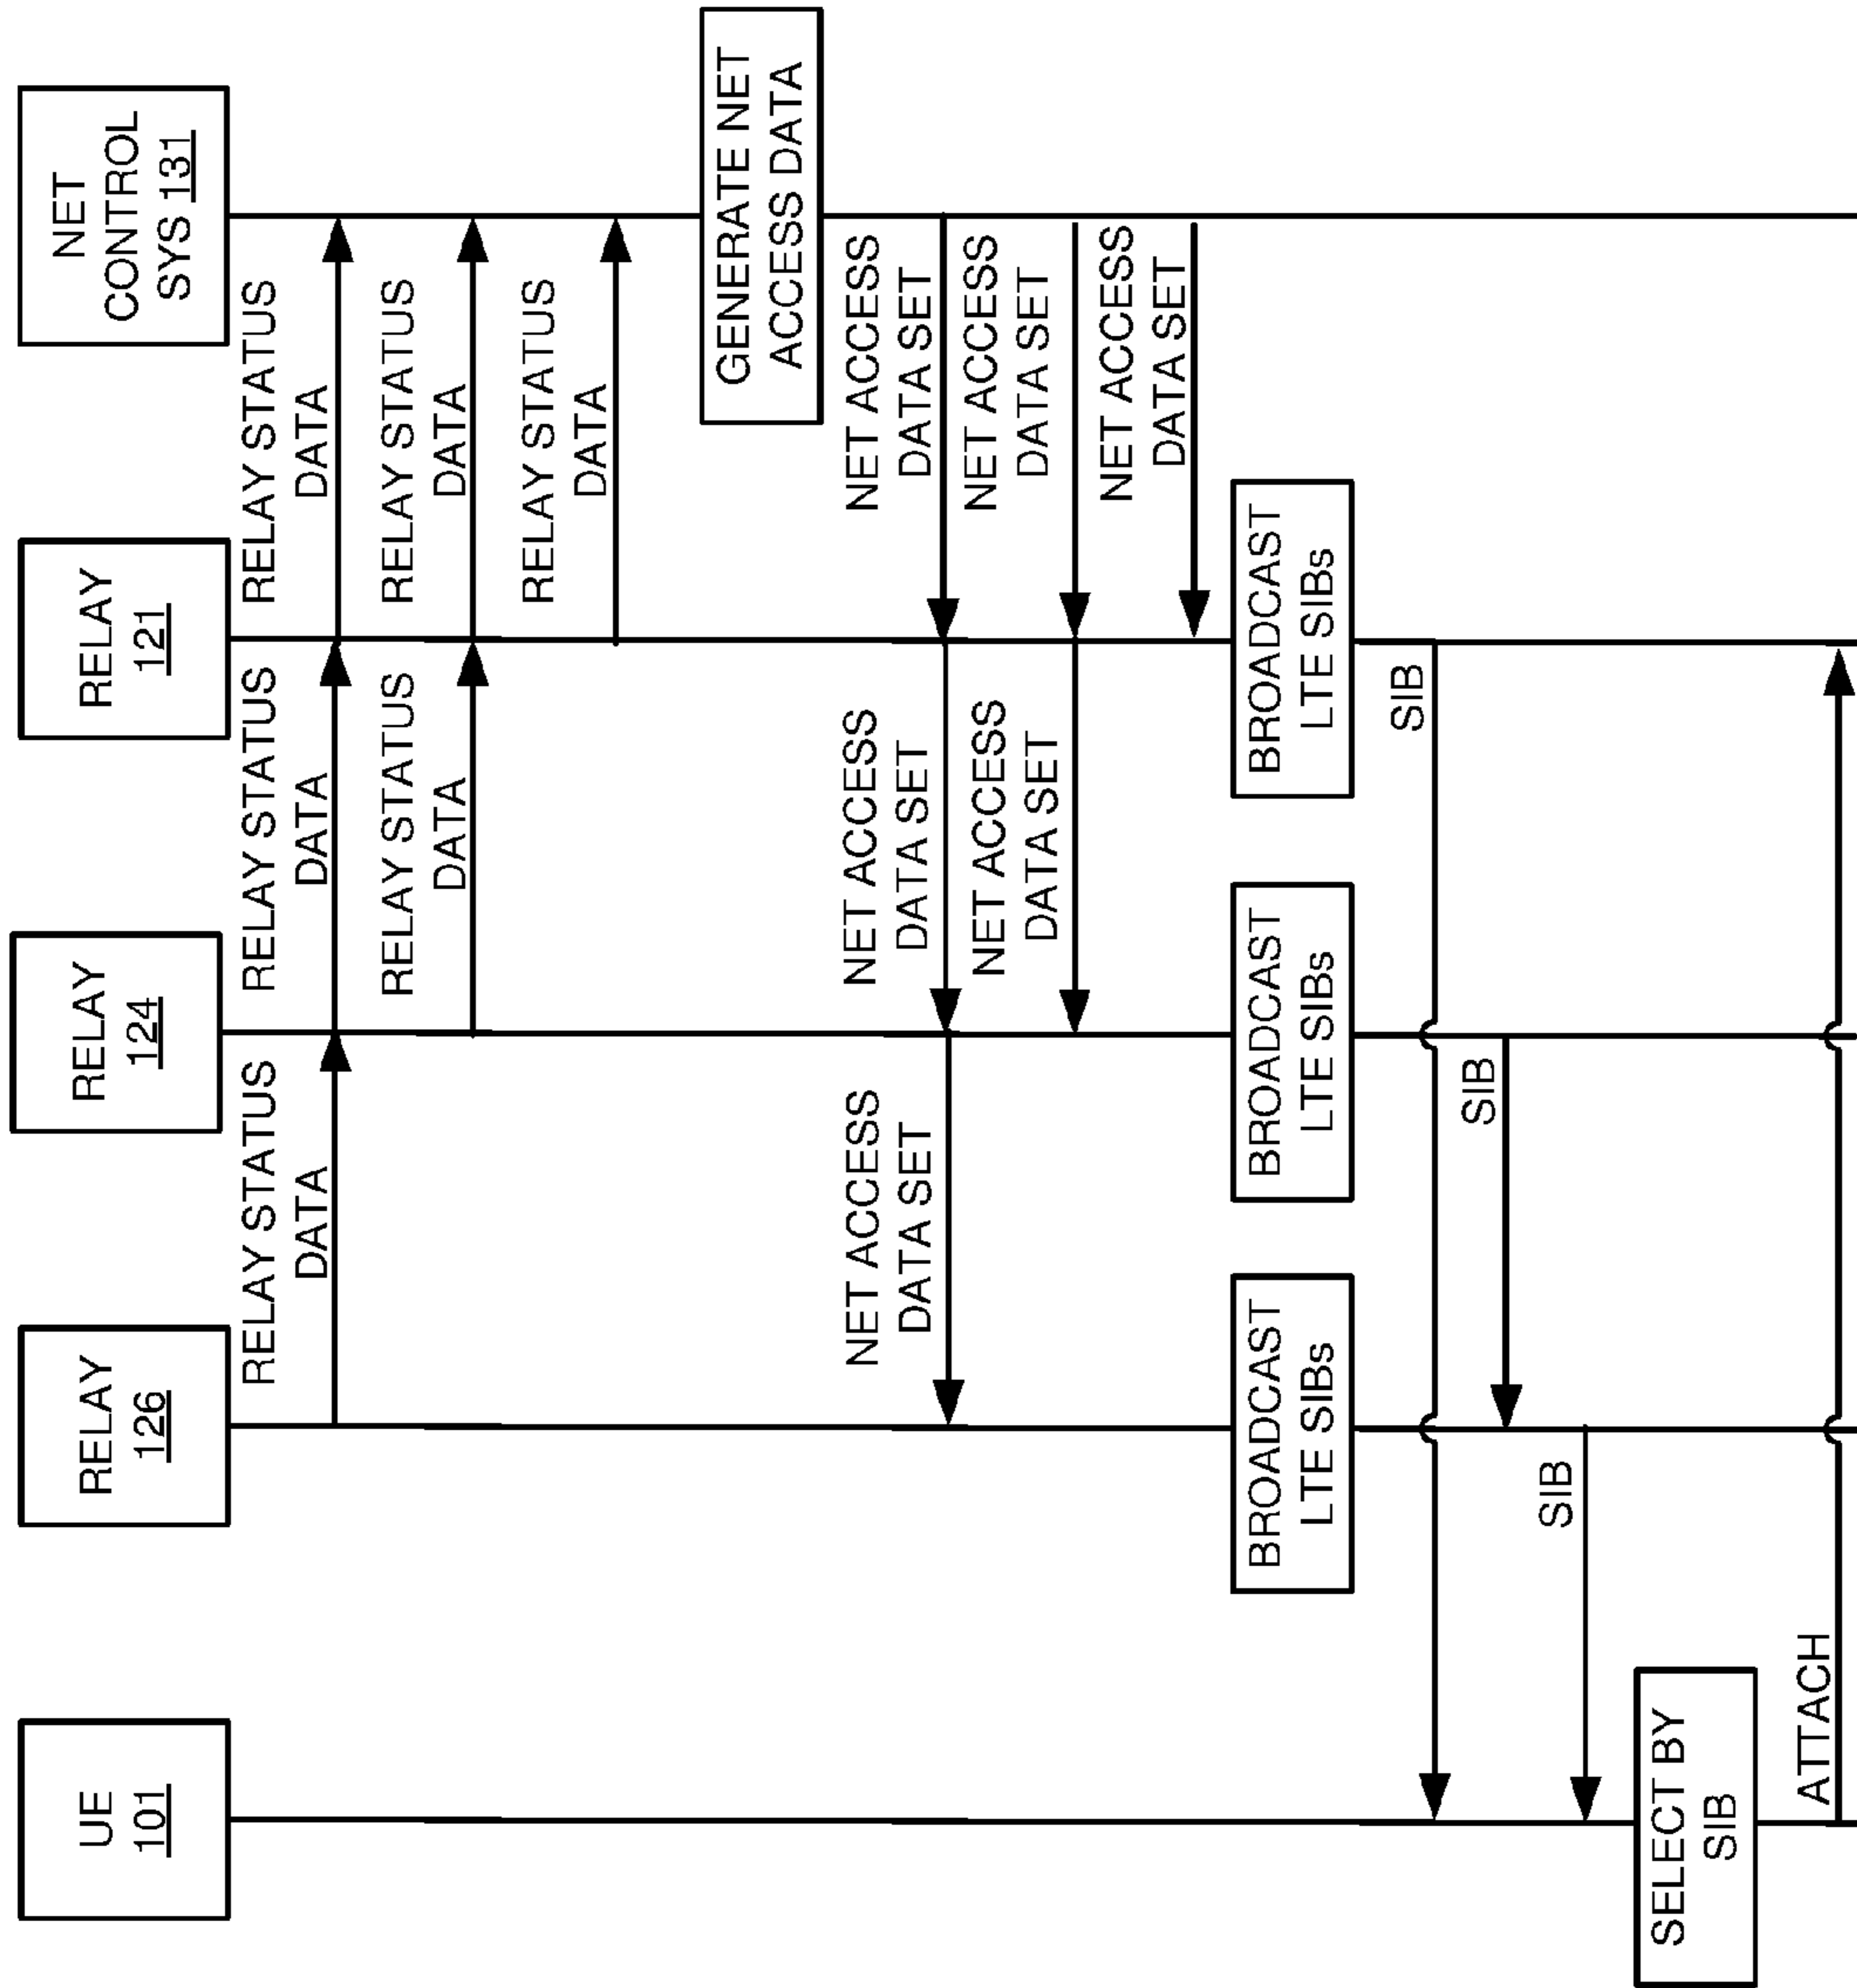 UE
101
RELAY
126
RELAY
124
RELAY
121
NET
CONTROL
SYS 131
RELAY STATUS
DATA
RELAY STATUS
DATA
RELAY STATUS
DATA
RELAY STATUS
DATA
RELAY STATUS
DATA
RELAY STATUS
DATA
GENERATE NET
ACCESS DATA
NET ACCESS
DATA SET
NET ACCESS
DATA SET
NET ACCESS
DATA SET
NET ACCESS
DATA SET
NET ACCESS
DATA SET
NET ACCESS
DATA SET
BROADCAST
LTE SIBs
BROADCAST
LTE SIBs
BROADCAST
LTE SIBs
SIB
SIB
SIB
SELECT BY
SIB
ATTACH